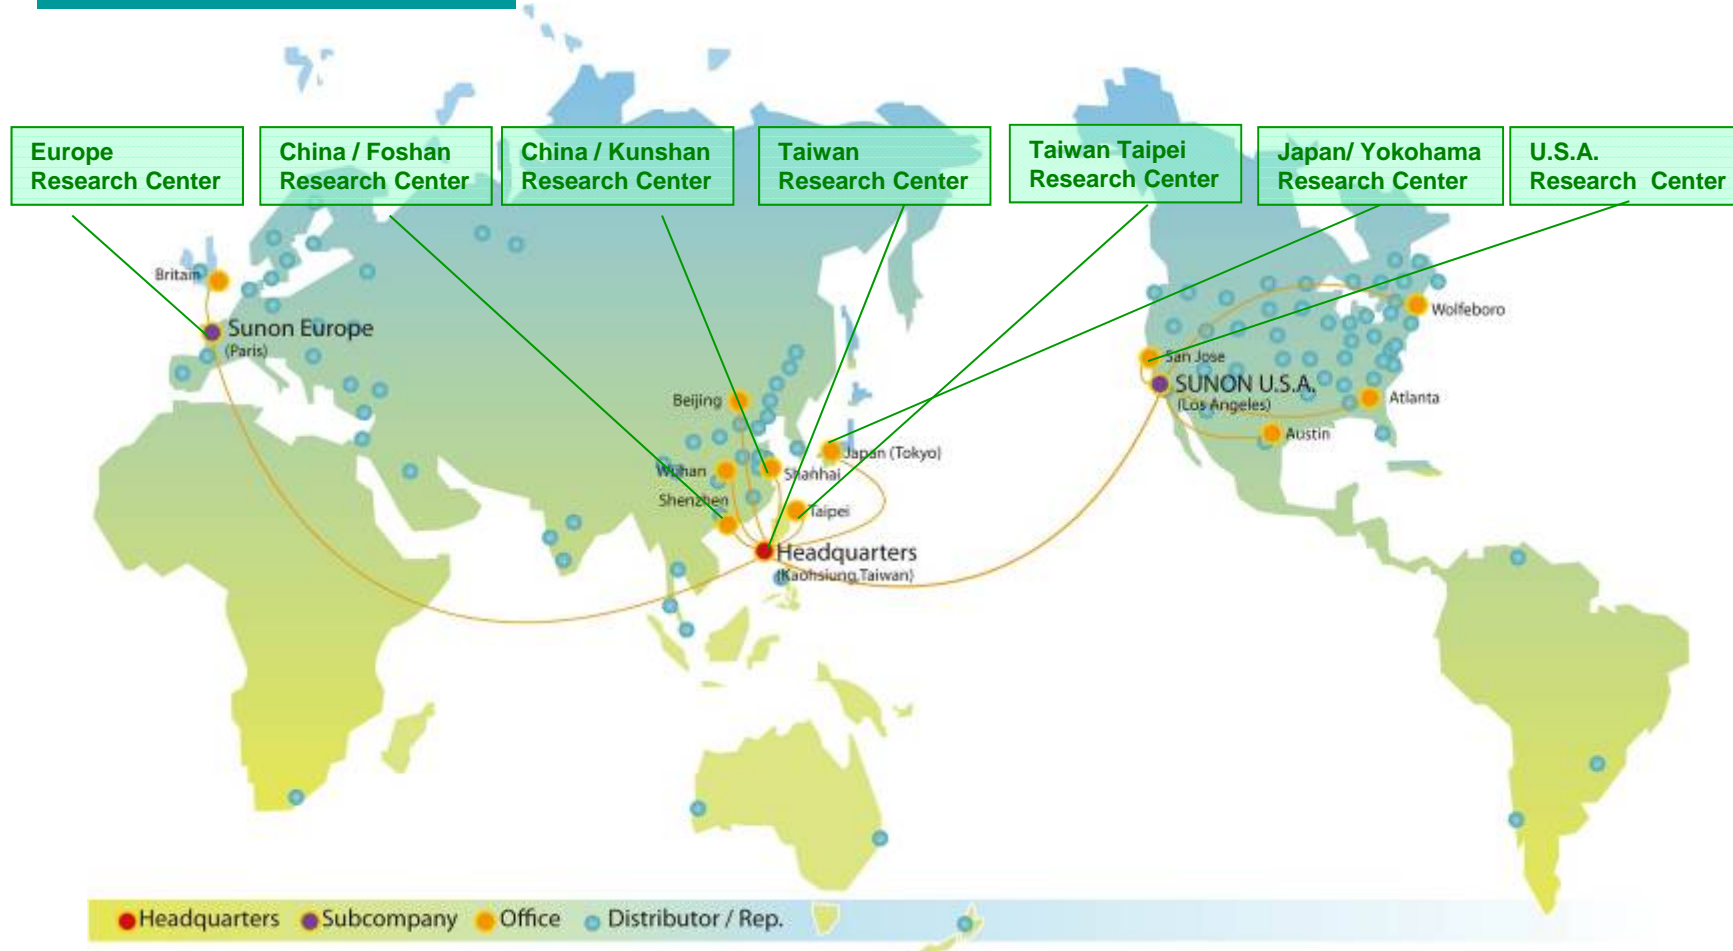 Europe
Research Center
China / Foshan
Research Center
China / Kunshan
Research Center
Taiwan
Research Center
Taiwan Taipei
Research Center
Japan/ Yokohama
Research Center
U.S.A.
Research Center
Britain
Sunon Europe
(Paris)
Beijing
Wuhan
Shanhai
Shenzhen
Japan (Tokyo)
Taipei
Headquarters
(Kaohsiung,Taiwan)
Wolfeboro
San Jose
SUNON U.S.A.
(Los Angeles)
Atlanta
Austin
Headquarters
Subcompany
Office
Distributor / Rep.